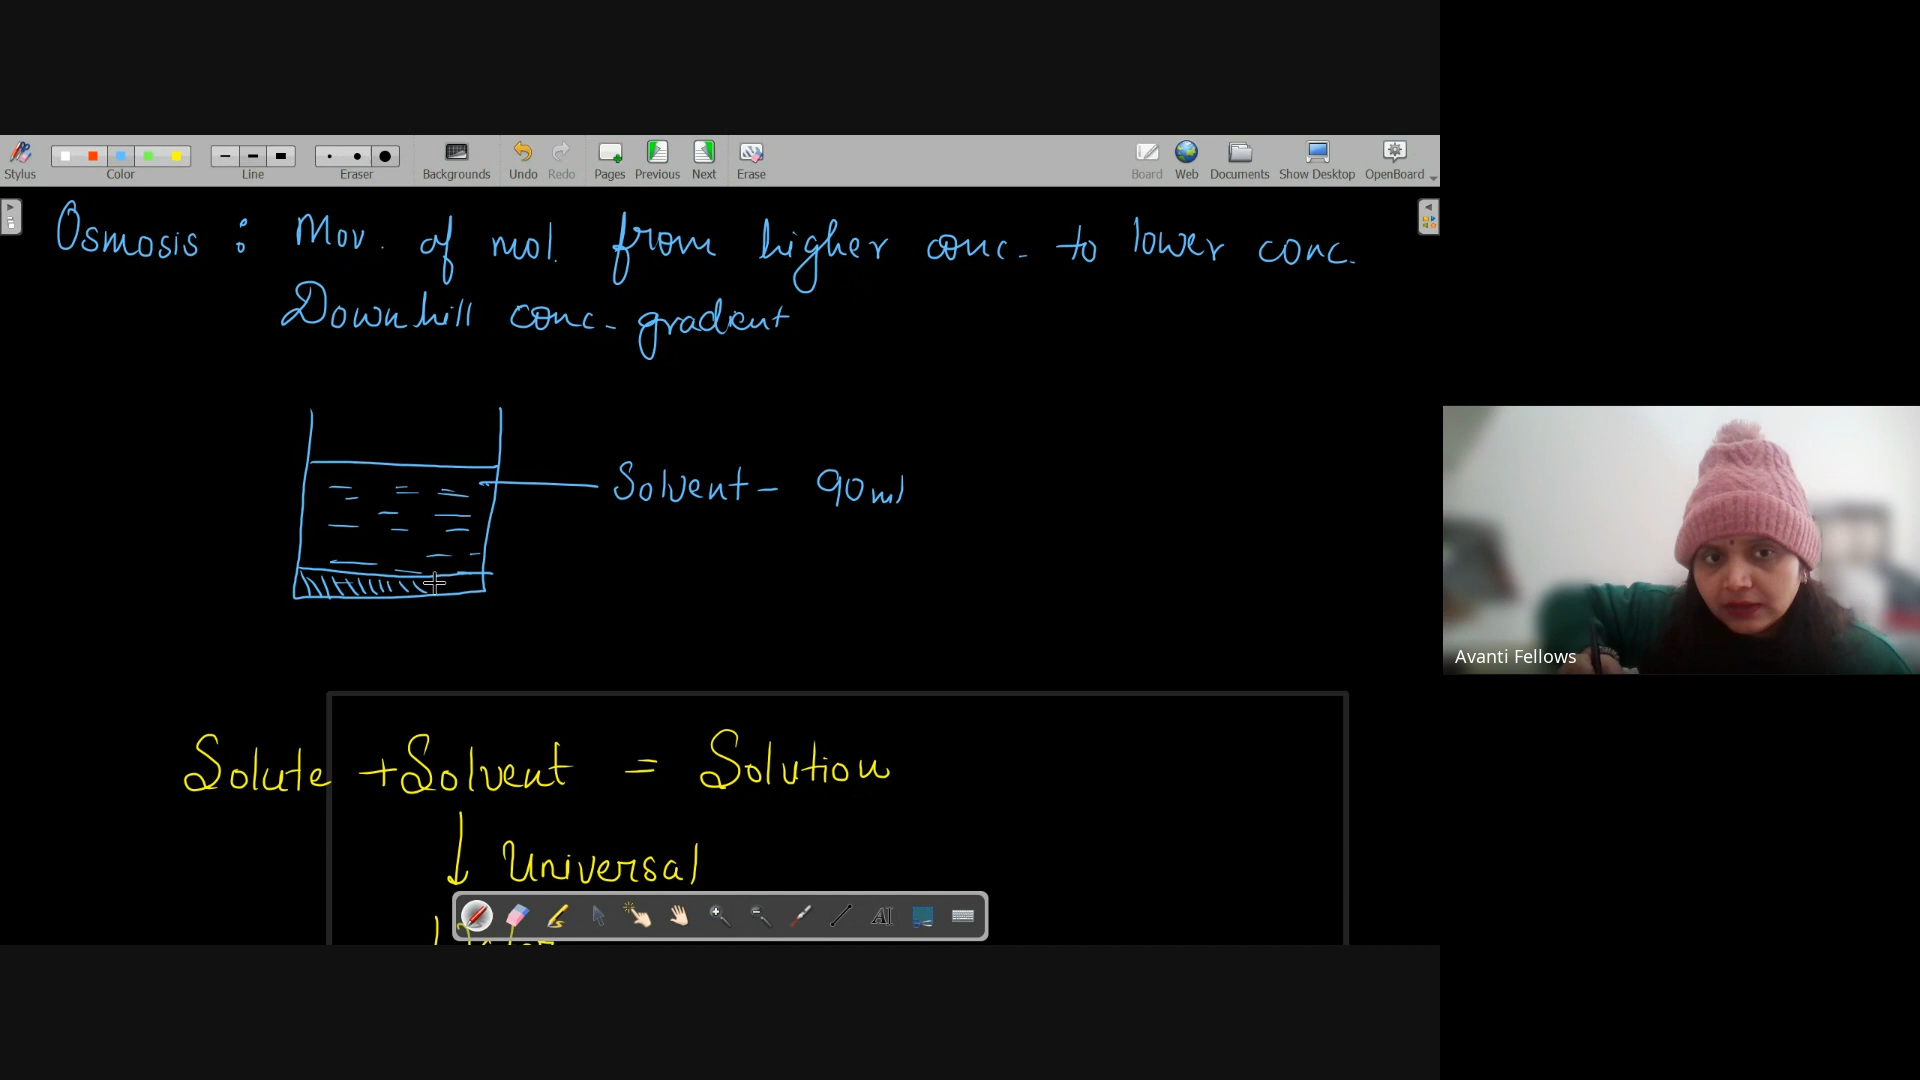 Stylus Color Line Eraser Backgrounds Undo Redo Pages Previous Next Erase Board Web Documents Show Desktop OpenBoard
Osmosis : Mov. of mol. from higher conc. to lower conc.
Downhill conc. gradient
Solvent - 90ml
Avanti Fellows
Solute + Solvent = Solution
Universal